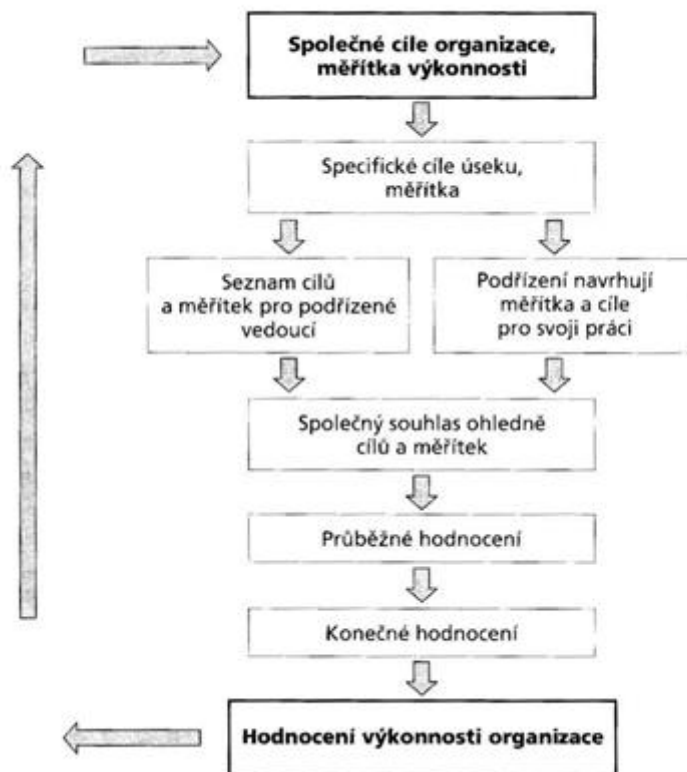 Společné cíle organizace,
měřítka výkonnosti
Specifické cíle úseku,
měřítka
Seznam cílů
a měřítek pro podřízené
vedoucí
Podřízení navrhují
měřítka a cíle
pro svoji práci
Společný souhlas ohledně
cílů a měřítek
Průběžné hodnocení
Konečné hodnocení
Hodnocení výkonnosti organizace